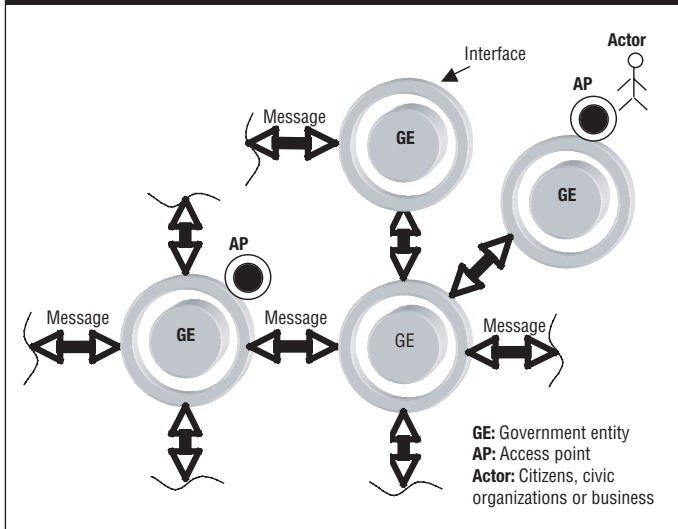 Actor
Interface
AP
Message
GE
GE
AP
Message
Message
Message
GE
GE
GE: Government entity
AP: Access point
Actor: Citizens, civic
organizations or business